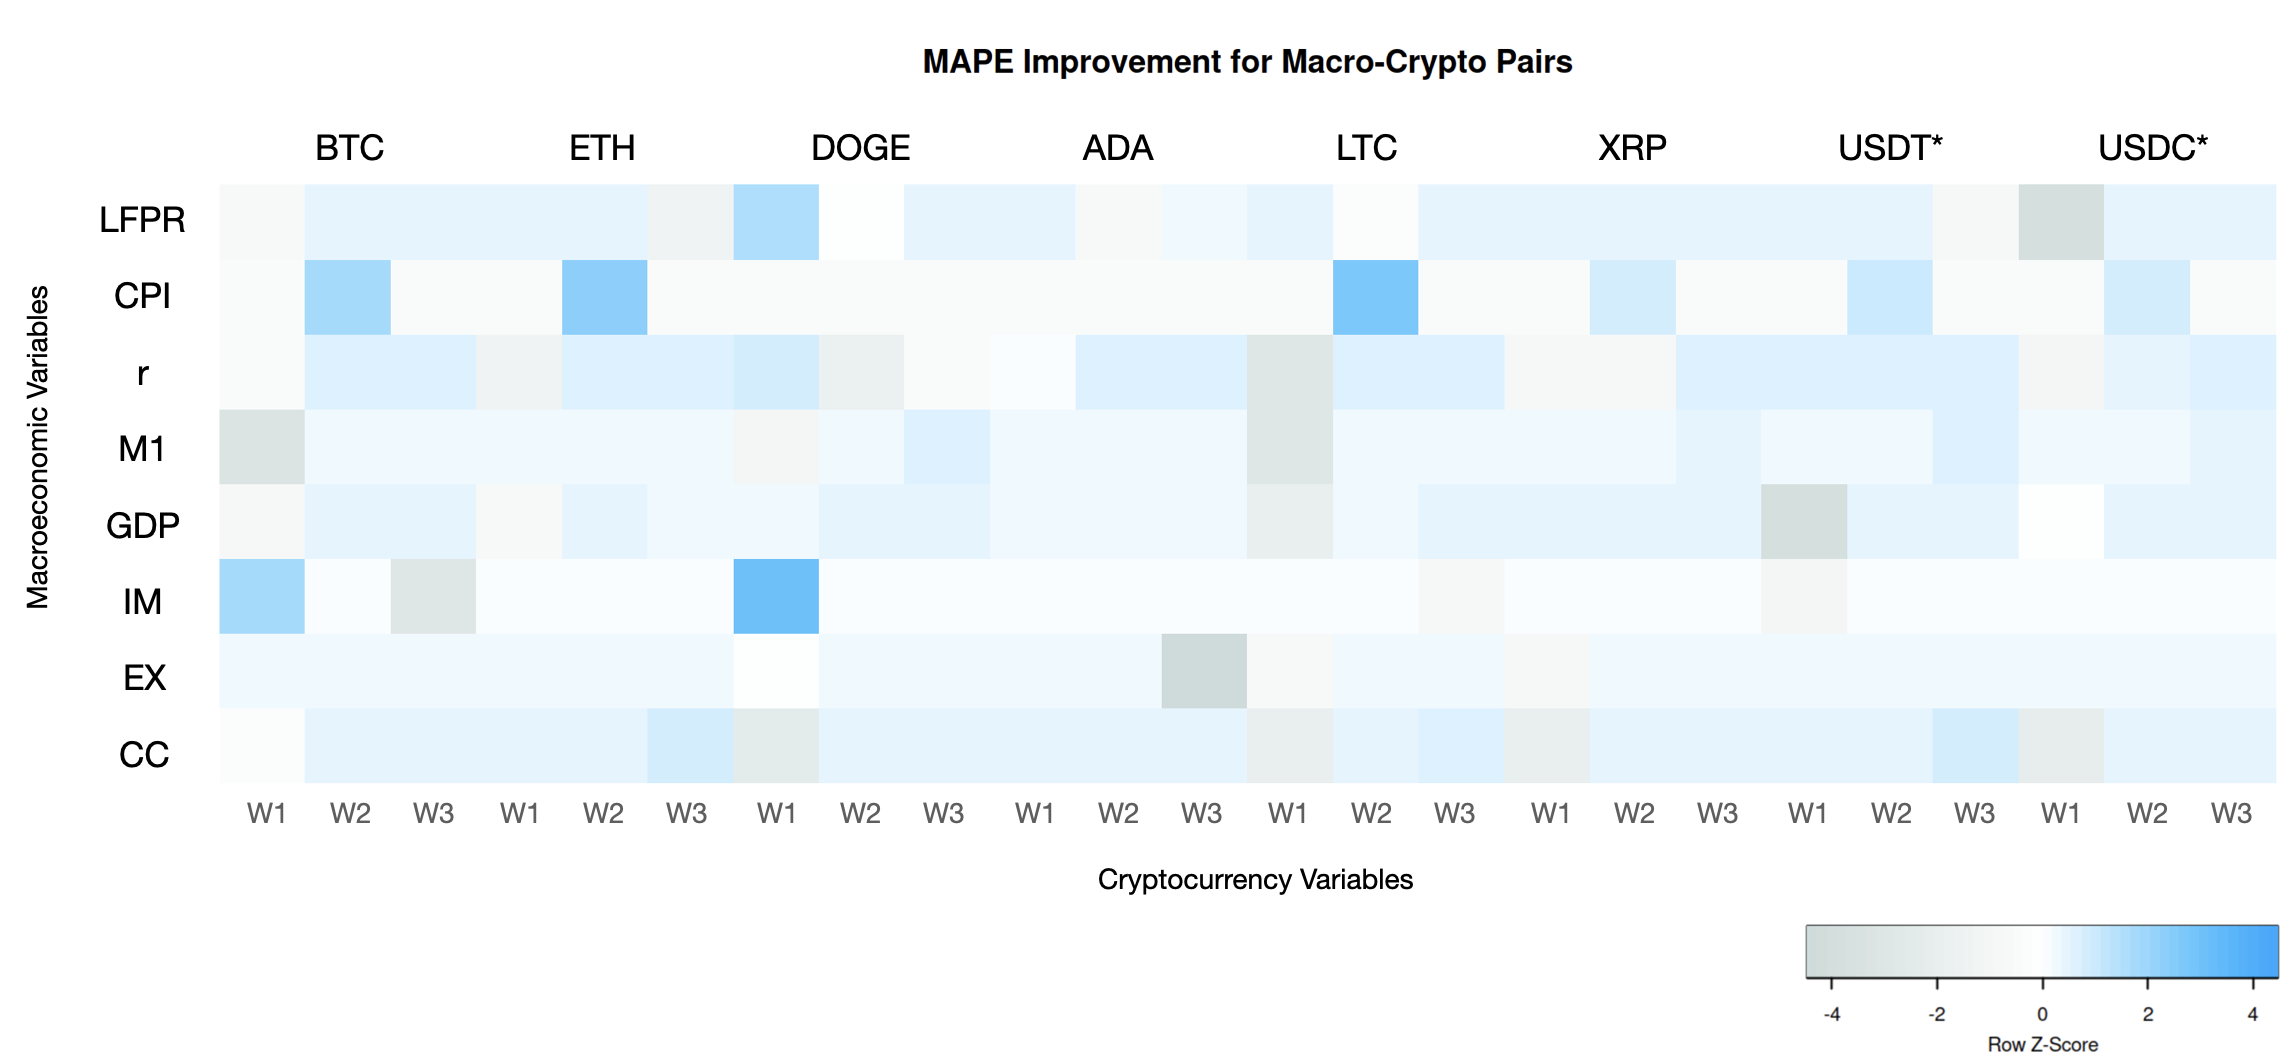 MAPE Improvement for Macro-Crypto Pairs
BTC ETH DOGE ADA LTC XRP USDT* USDC*
Macroeconomic Variables
LFPR
CPI
r
M1
GDP
IM
EX
CC
W1 W2 W3 W1 W2 W3 W1 W2 W3 W1 W2 W3 W1 W2 W3 W1 W2 W3 W1 W2 W3 W1 W2 W3
Cryptocurrency Variables
-4 -2 0 2 4
Row Z-Score